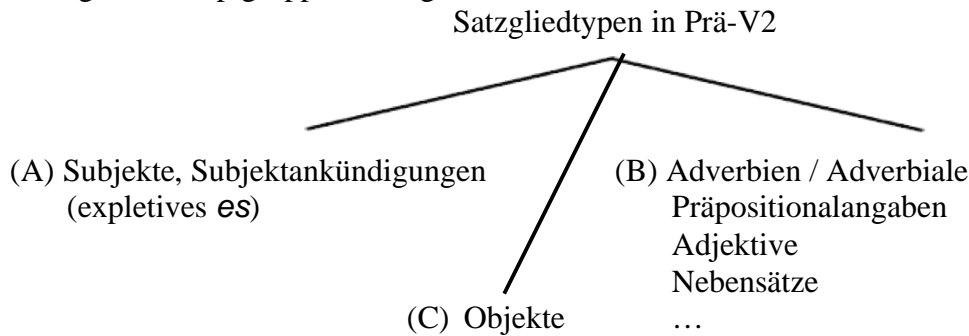 Satzgliedtypen in Prä-V2
(A) Subjekte, Subjektankündigungen
(expletives es)
(B) Adverbien / Adverbiale
Präpositionalangaben
Adjektive
Nebensätze
…
(C) Objekte